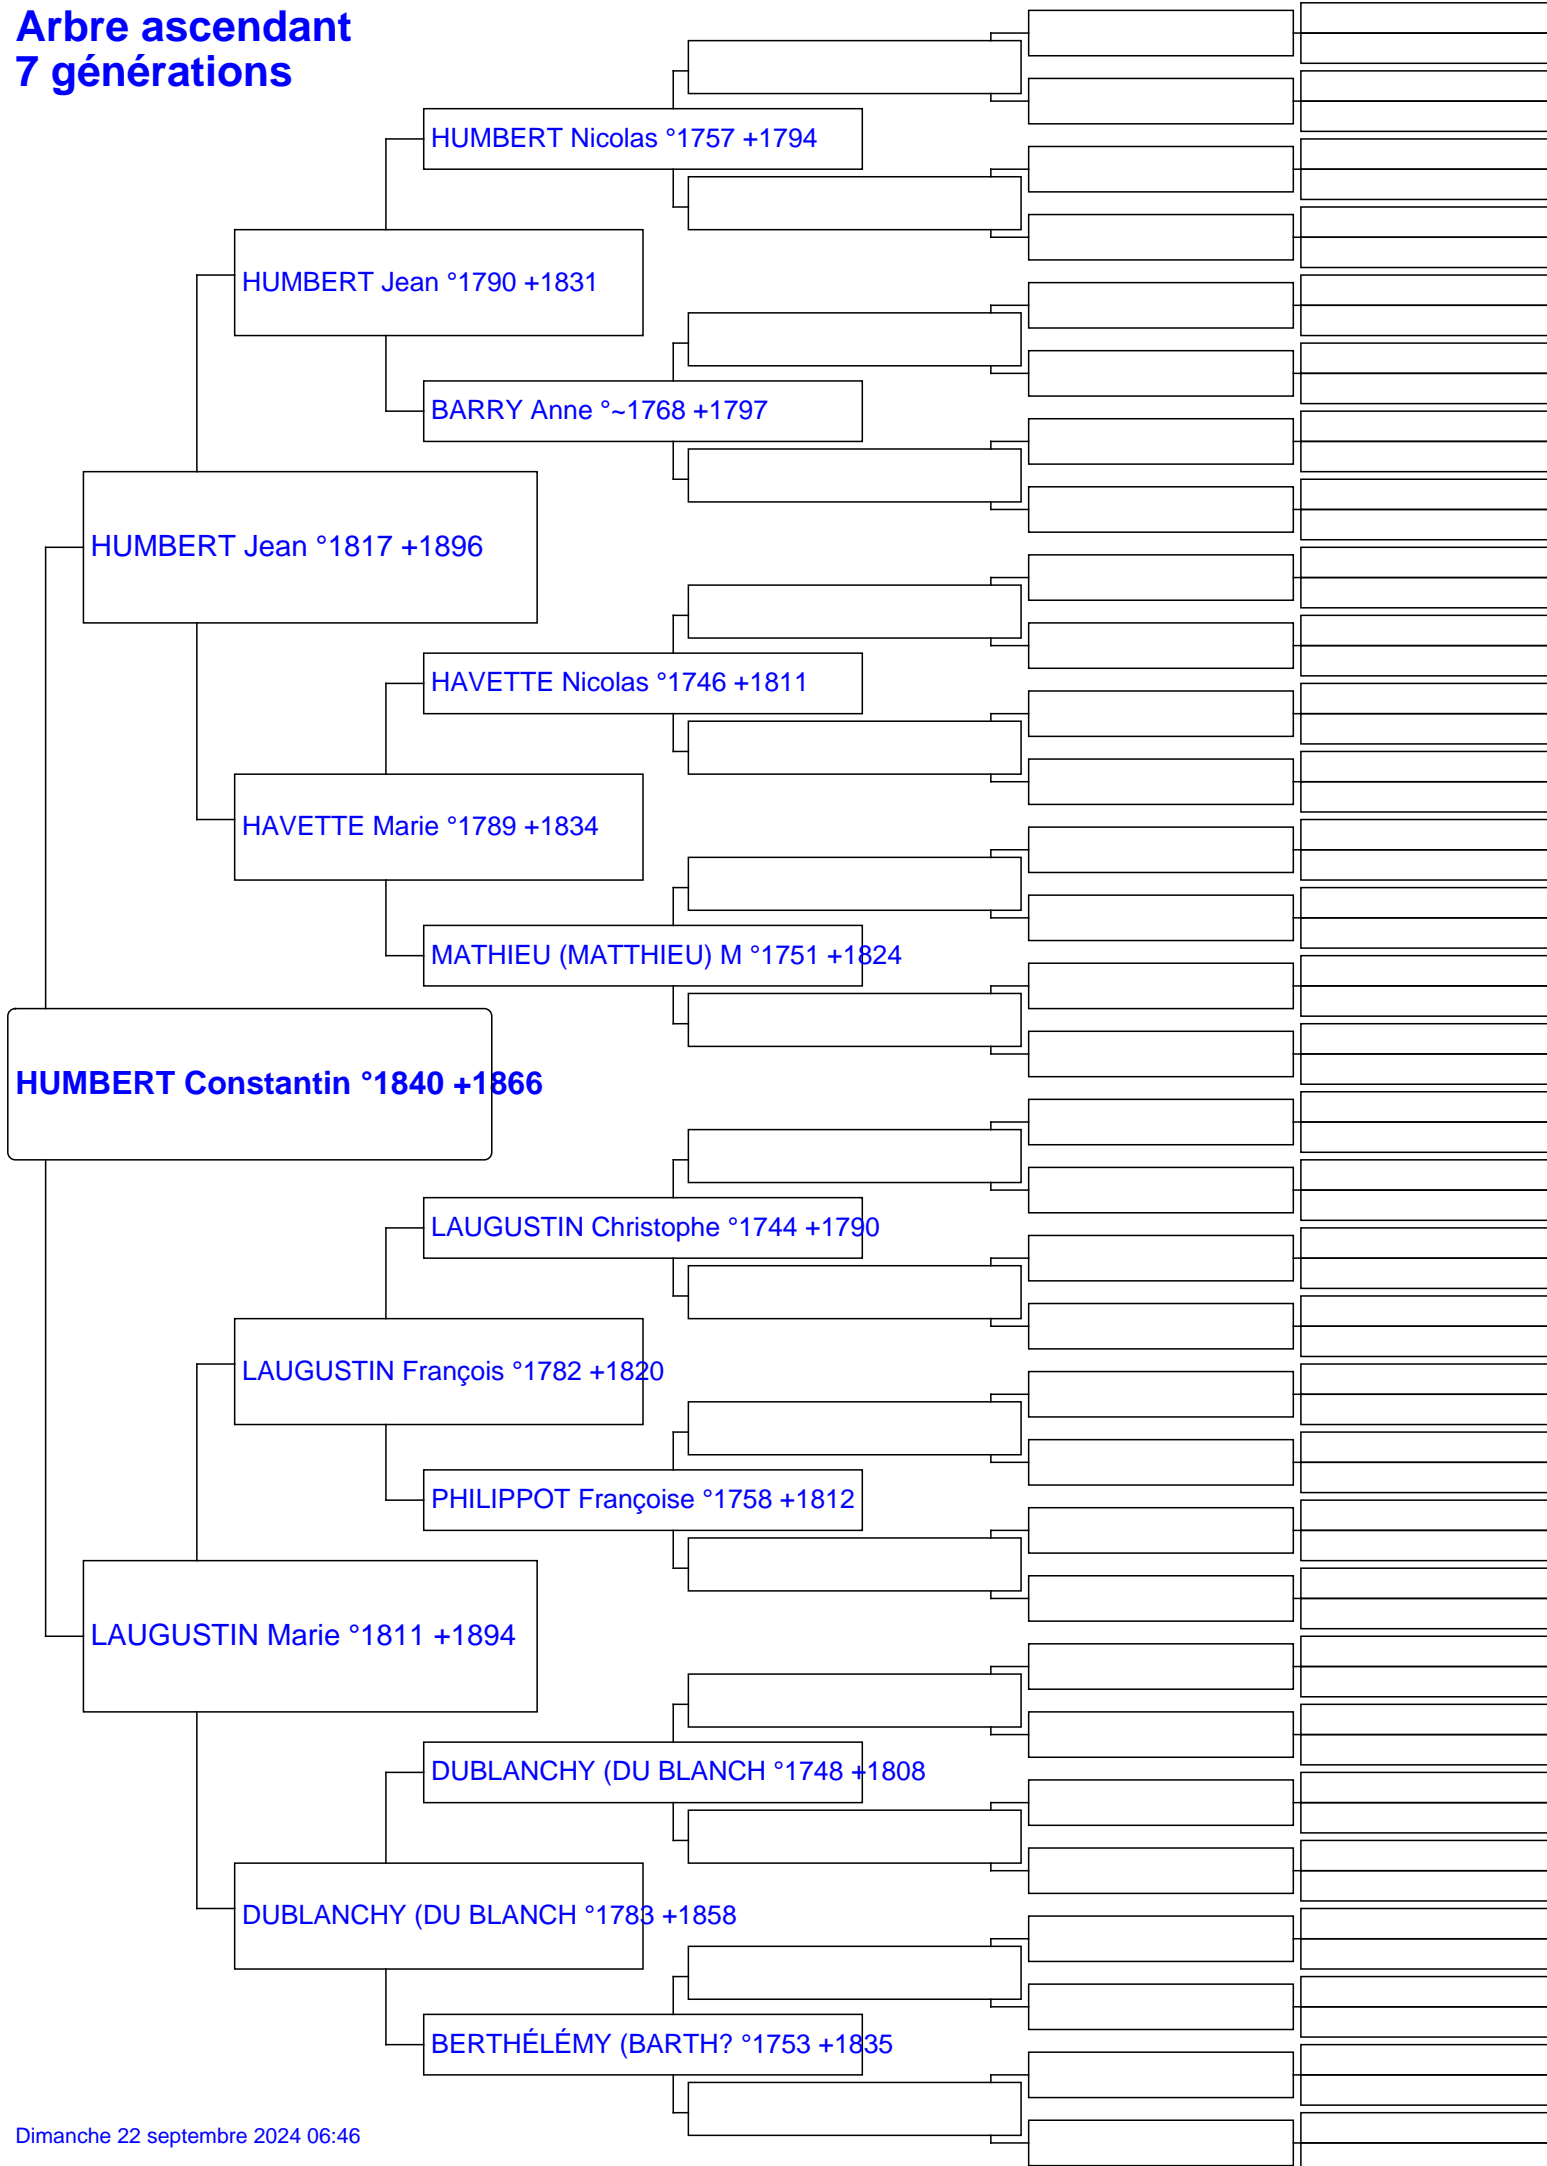 Arbre ascendant
7 générations
HUMBERT Nicolas °1757 +1794
HUMBERT Jean °1790 +1831
BARRY Anne °~1768 +1797
HUMBERT Jean °1817 +1896
HAVETTE Nicolas °1746 +1811
HAVETTE Marie °1789 +1834
MATHIEU (MATTHIEU) M °1751 +1824
HUMBERT Constantin °1840 +1866
LAUGUSTIN Christophe °1744 +1790
LAUGUSTIN François °1782 +1820
PHILIPPOT Françoise °1758 +1812
LAUGUSTIN Marie °1811 +1894
DUBLANCHY (DU BLANCH °1748 +1808
DUBLANCHY (DU BLANCH °1783 +1858
BERTHÉLÉMY (BARTH? °1753 +1835
Dimanche 22 septembre 2024 06:46